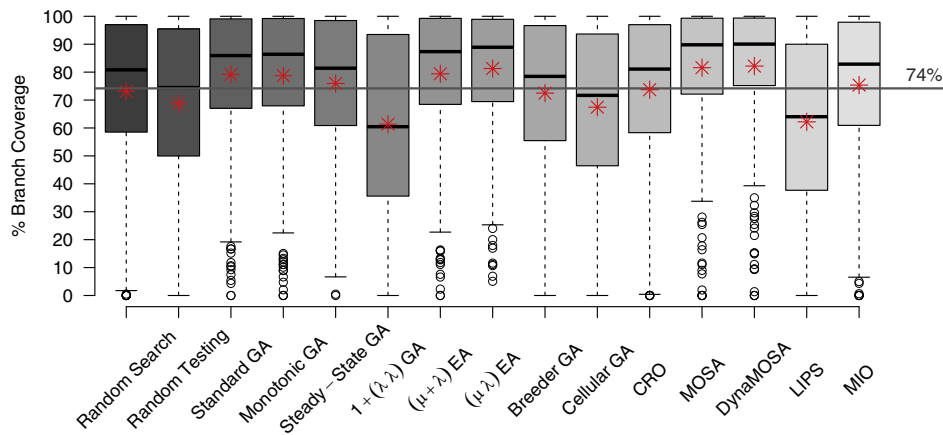 % Branch Coverage
100
90
80
70
60
50
40
30
20
10
0
74%
Random Search
Random Testing
Standard GA
Monotonic GA
Steady − State GA
1 + (λ, λ) GA
(μ + λ) EA
(μ, λ) EA
Breeder GA
Cellular GA
CRO
MOSA
DynaMOSA
LIPS
MIO